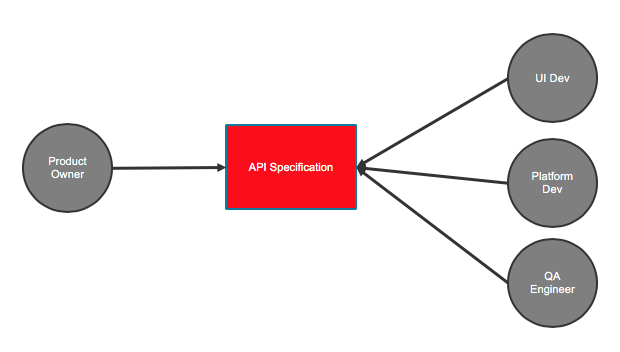 Product
Owner
API Specification
UI Dev
Platform
Dev
QA
Engineer